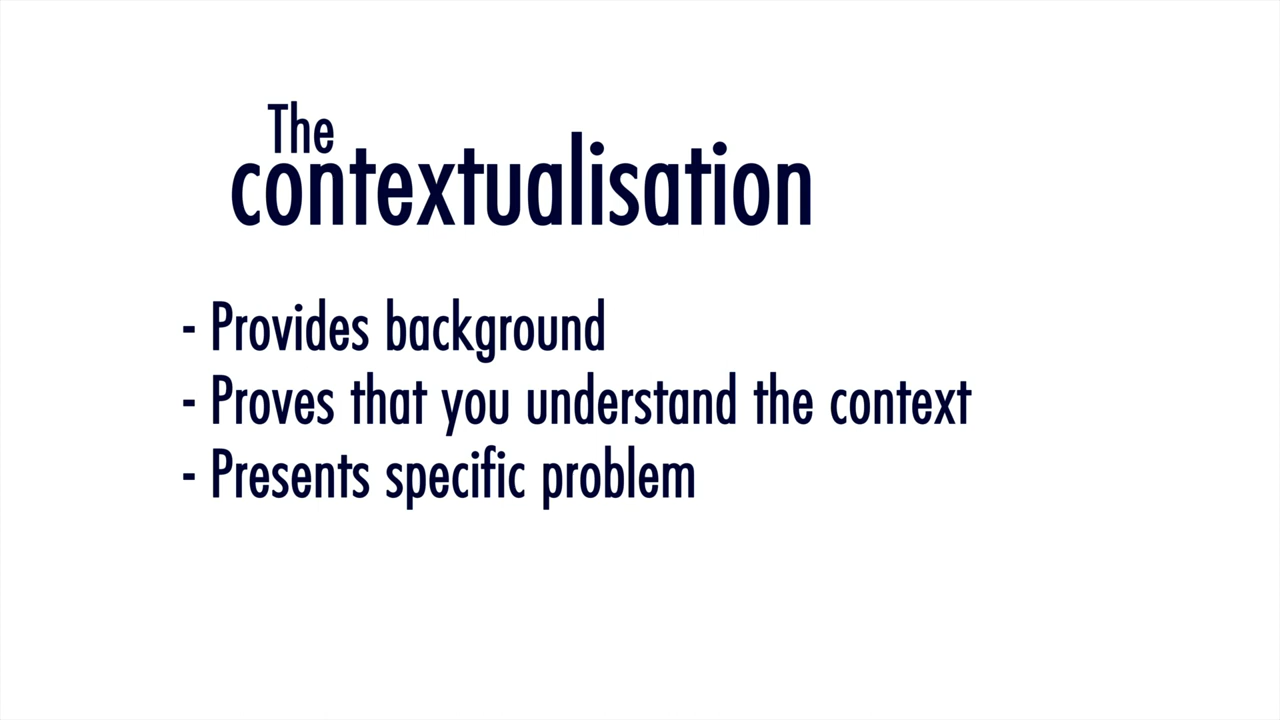 The
contextualisation
- Provides background
- Proves that you understand the context
- Presents specific problem